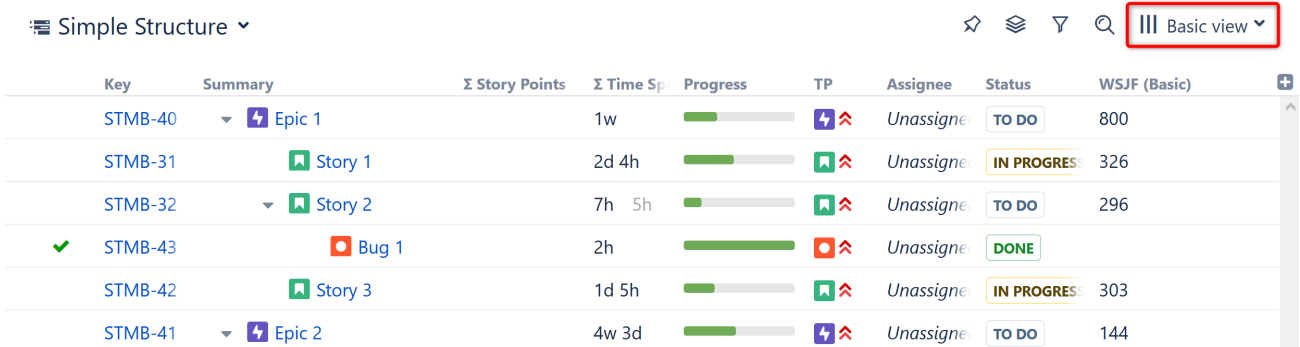 Simple Structure
Basic view
Key Summary Σ Story Points Σ Time Sp Progress TP Assignee Status WSJF (Basic)
STMB-40 Epic 1 1w Unassigne TO DO 800
STMB-31 Story 1 2d 4h Unassigne IN PROGRESS 326
STMB-32 Story 2 7h 5h Unassigne TO DO 296
STMB-43 Bug 1 2h Unassigne DONE
STMB-42 Story 3 1d 5h Unassigne IN PROGRESS 303
STMB-41 Epic 2 4w 3d Unassigne TO DO 144